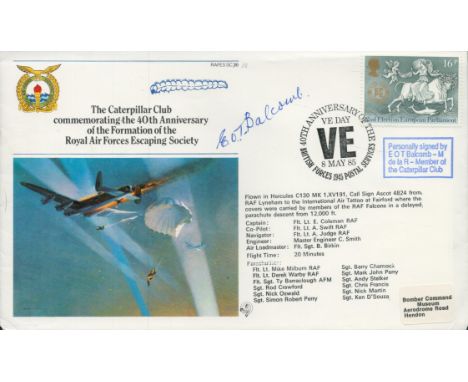 RAFES SC
16p
Second Elections European Parliament
E.O.T. Balcomb.
The Caterpillar Club
commemorating the 40th Anniversary
of the Formation of the
Royal Air Forces Escaping Society
40TH ANNIVERSARY OF THE
VE DAY
VE
8 MAY 85
BRITISH FORCES 1945 POSTAL SERVICES
Personally signed by
E O T Balcomb - M
de la R - Member of
the Caterpillar Club
Flown in Hercules C130 MK 1, XV191, Call Sign Ascot 4824 from
RAF Lyneham to the International Air Tattoo at Fairford where the
covers were carried by members of the RAF Falcons in a delayed
parachute descent from 12,000 ft.
Captain: Flt. Lt. E. Coleman RAF
Co-Pilot: Flt. Lt. A. Swift RAF
Navigator: Flt. Lt. A. Judge RAF
Engineer: Master Engineer C. Smith
Air Loadmaster: Flt. Sgt. B. Birkin
Flight Time: 20 Minutes
Parachutists:
Flt. Lt. Mike Milburn RAF
Flt. Lt. Derek Warby RAF
Flt. Sgt. Ty Barraclough AFM
Sgt. Rod Crawford
Sgt. Nick Oswald
Sgt. Simon Robert Perry
Sgt. Barry Chamock
Sgt. Mark John Perry
Sgt. Andy Stalker
Sgt. Chris Francis
Sgt. Nick Martin
Sgt. Ken D'Souza
Bomber Command
Museum
Aerodrome Road
Hendon